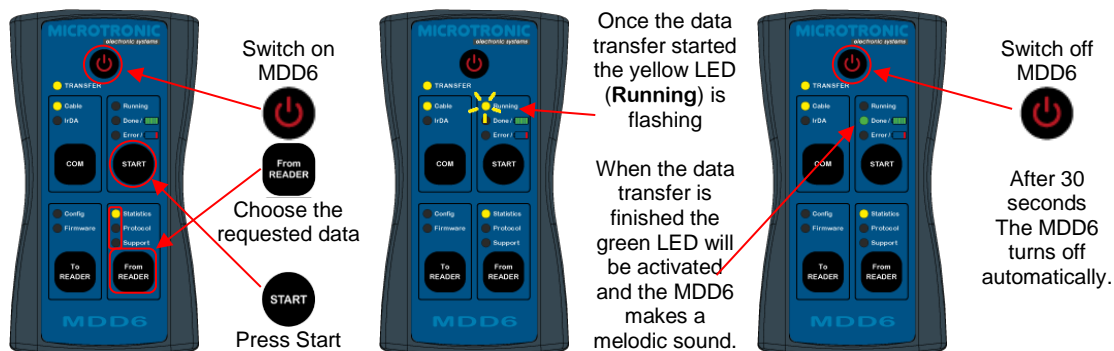 MICROTRONIC
electronic systems
TRANSFER
Cable
IrDA
Running
Done /
Error /
COM
START
Config
Firmware
Statistics
Protocol
Support
To
READER
From
READER
MDD6
Switch on
MDD6
From
READER
Choose the
requested data
START
Press Start
MICROTRONIC
electronic systems
TRANSFER
Cable
IrDA
Running
Done /
Error /
COM
START
Config
Firmware
Statistics
Protocol
Support
To
READER
From
READER
MDD6
Once the data
transfer started
the yellow LED
(Running) is
flashing
When the data
transfer is
finished the
green LED will
be activated
and the MDD6
makes a
melodic sound.
MICROTRONIC
electronic systems
TRANSFER
Cable
IrDA
Running
Done /
Error /
COM
START
Config
Firmware
Statistics
Protocol
Support
To
READER
From
READER
MDD6
Switch off
MDD6
After 30
seconds
The MDD6
turns off
automatically.